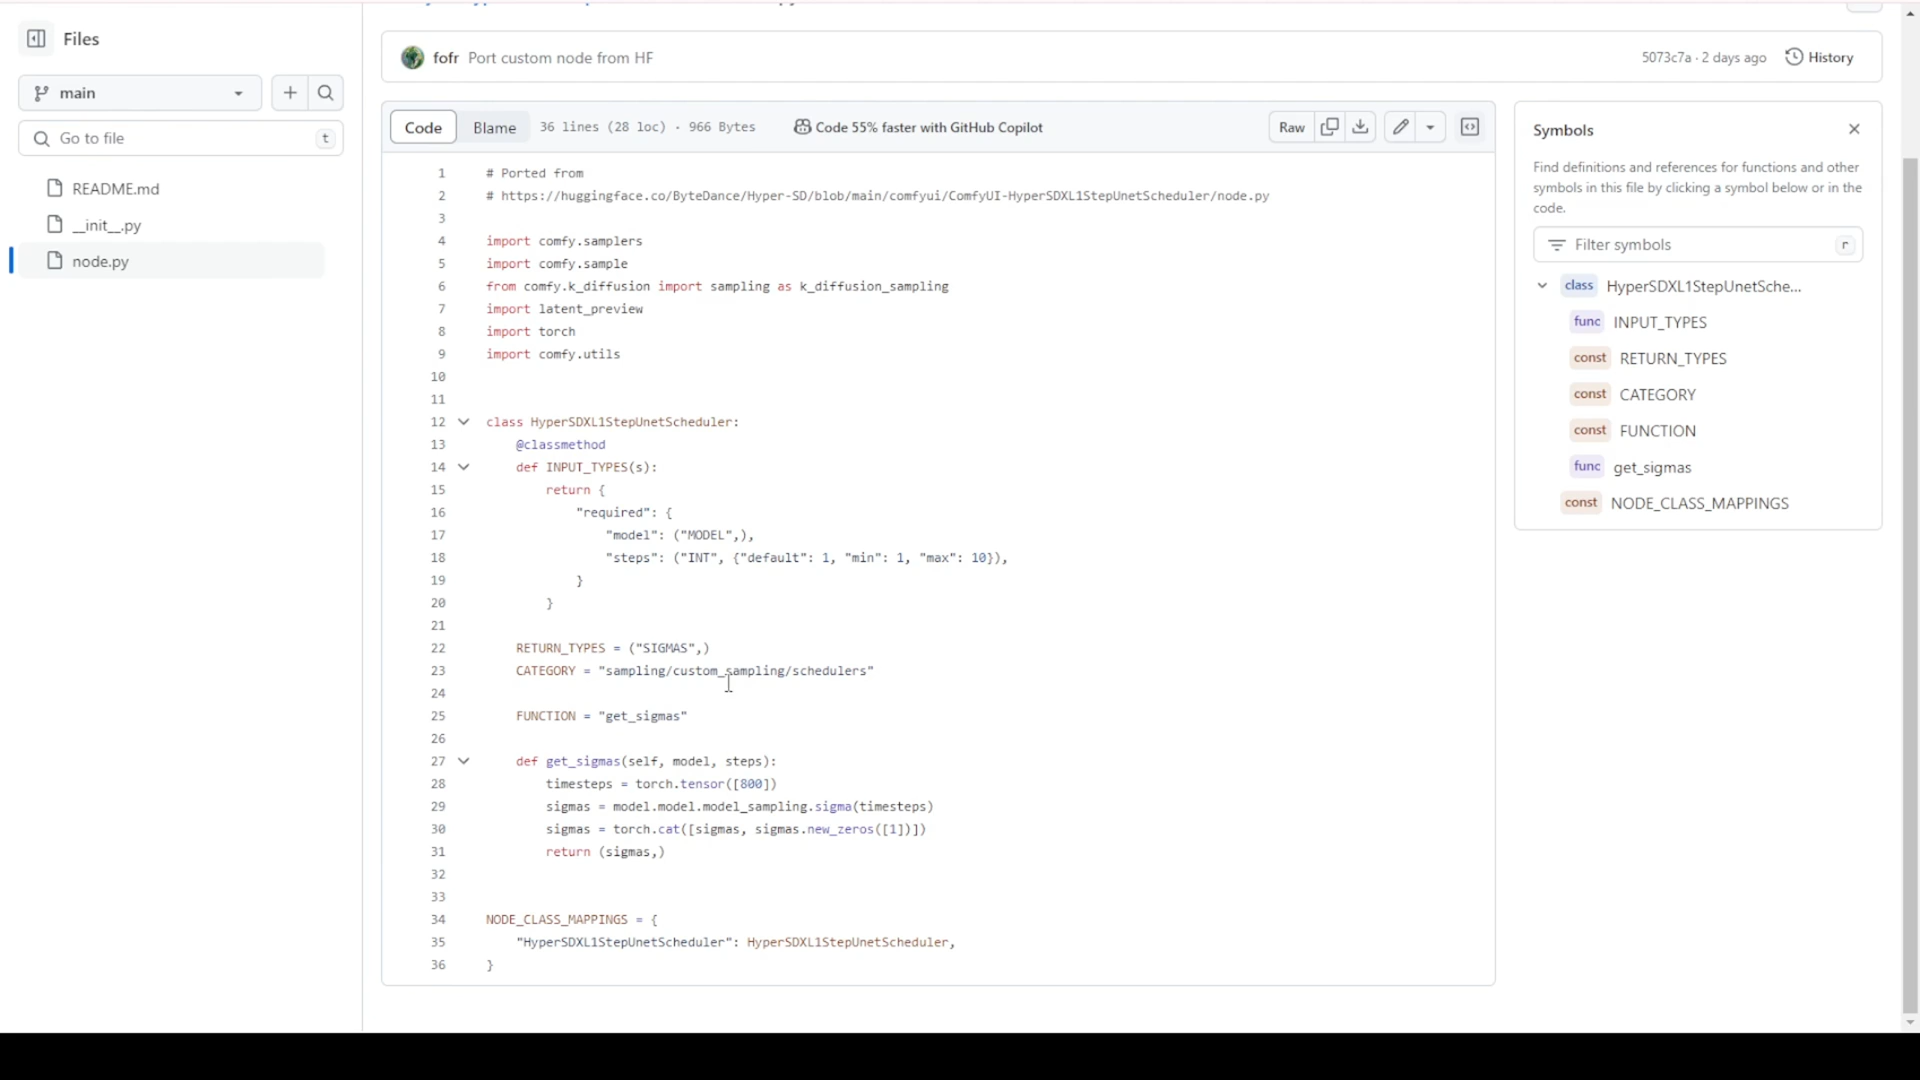 Files
main
Go to file
t
README.md
__init__.py
node.py
fofr Port custom node from HF
5073c7a · 2 days ago
History
Code
Blame
36 lines (28 loc) · 966 Bytes
Code 55% faster with GitHub Copilot
Raw
1 # Ported from
2 # https://huggingface.co/ByteDance/Hyper-SD/blob/main/comfyui/ComfyUI-HyperSDXL1StepUnetScheduler/node.py
3
4 import comfy.samplers
5 import comfy.sample
6 from comfy.k_diffusion import sampling as k_diffusion_sampling
7 import latent_preview
8 import torch
9 import comfy.utils
10
11
12 class HyperSDXL1StepUnetScheduler:
13     @classmethod
14     def INPUT_TYPES(s):
15         return {
16             "required": {
17                 "model": ("MODEL",),
18                 "steps": ("INT", {"default": 1, "min": 1, "max": 10}),
19             }
20         }
21
22     RETURN_TYPES = ("SIGMAS",)
23     CATEGORY = "sampling/custom_sampling/schedulers"
24
25     FUNCTION = "get_sigmas"
26
27     def get_sigmas(self, model, steps):
28         timesteps = torch.tensor([800])
29         sigmas = model.model.model_sampling.sigma(timesteps)
30         sigmas = torch.cat([sigmas, sigmas.new_zeros([1])])
31         return (sigmas,)
32
33
34 NODE_CLASS_MAPPINGS = {
35     "HyperSDXL1StepUnetScheduler": HyperSDXL1StepUnetScheduler,
36 }
Symbols
Find definitions and references for functions and other
symbols in this file by clicking a symbol below or in the
code.
Filter symbols
r
class HyperSDXL1StepUnetSche...
func INPUT_TYPES
const RETURN_TYPES
const CATEGORY
const FUNCTION
func get_sigmas
const NODE_CLASS_MAPPINGS